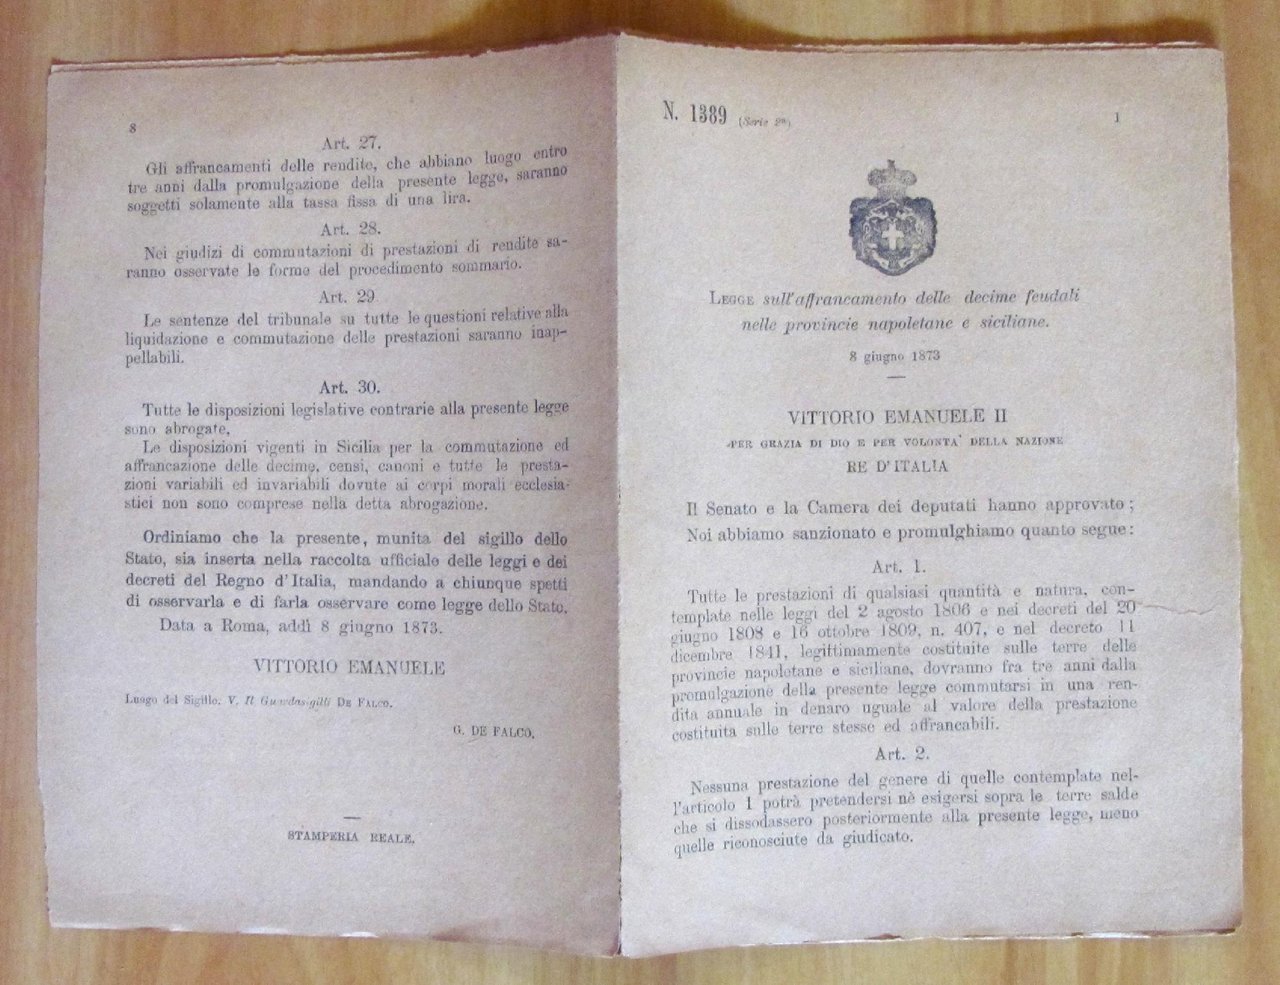 8
Art. 27.
Gli affrancamenti delle rendite, che abbiano luogo entro
tre anni dalla promulgazione della presente legge, saranno
soggetti solamente alla tassa fissa di una lira.
Art. 28.
Nei giudizi di commutazioni di prestazioni di rendite sa-
ranno osservate le forme del procedimento sommario.
Art. 29
Le sentenze del tribunale su tutte le questioni relative alla
liquidazione e commutazione delle prestazioni saranno inap-
pellabili.
Art. 30.
Tutte le disposizioni legislative contrarie alla presente legge
sono abrogate.
Le disposizioni vigenti in Sicilia per la commutazione ed
affrancazione delle decime, censi, canoni e tutte le presta-
zioni variabili ed invariabili dovute ai corpi morali ecclesia-
stici non sono comprese nella detta abrogazione.
Ordiniamo che la presente, munita del sigillo dello
Stato, sia inserta nella raccolta ufficiale delle leggi e dei
decreti del Regno d'Italia, mandando a chiunque spetti
di osservarla e di farla osservare come legge dello Stato.
Data a Roma, addì 8 giugno 1873.
VITTORIO EMANUELE
Luogo del Sigillo. V. Il Guardasigilli DE FALCO.
G. DE FALCO.
STAMPERIA REALE.
N. 1389 (Serie 2ª)
1
LEGGE sull'affrancamento delle decime feudali
nelle provincie napoletane e siciliane.
8 giugno 1873
VITTORIO EMANUELE II
PER GRAZIA DI DIO E PER VOLONTA' DELLA NAZIONE
RE D'ITALIA
Il Senato e la Camera dei deputati hanno approvato;
Noi abbiamo sanzionato e promulghiamo quanto segue:
Art. 1.
Tutte le prestazioni di qualsiasi quantità e natura, con-
template nelle leggi del 2 agosto 1806 e nei decreti del 20
giugno 1808 e 16 ottobre 1809, n. 407, e nel decreto 11
dicembre 1841, legittimamente costituite sulle terre delle
provincie napoletane e siciliane, dovranno fra tre anni dalla
promulgazione della presente legge commutarsi in una ren-
dita annuale in denaro uguale al valore della prestazione
costituita sulle terre stesse ed affrancabili.
Art. 2.
Nessuna prestazione del genere di quelle contemplate nel-
l'articolo 1 potrà pretendersi nè esigersi sopra le terre salde
che si dissodassero posteriormente alla presente legge, meno
quelle riconosciute da giudicato.